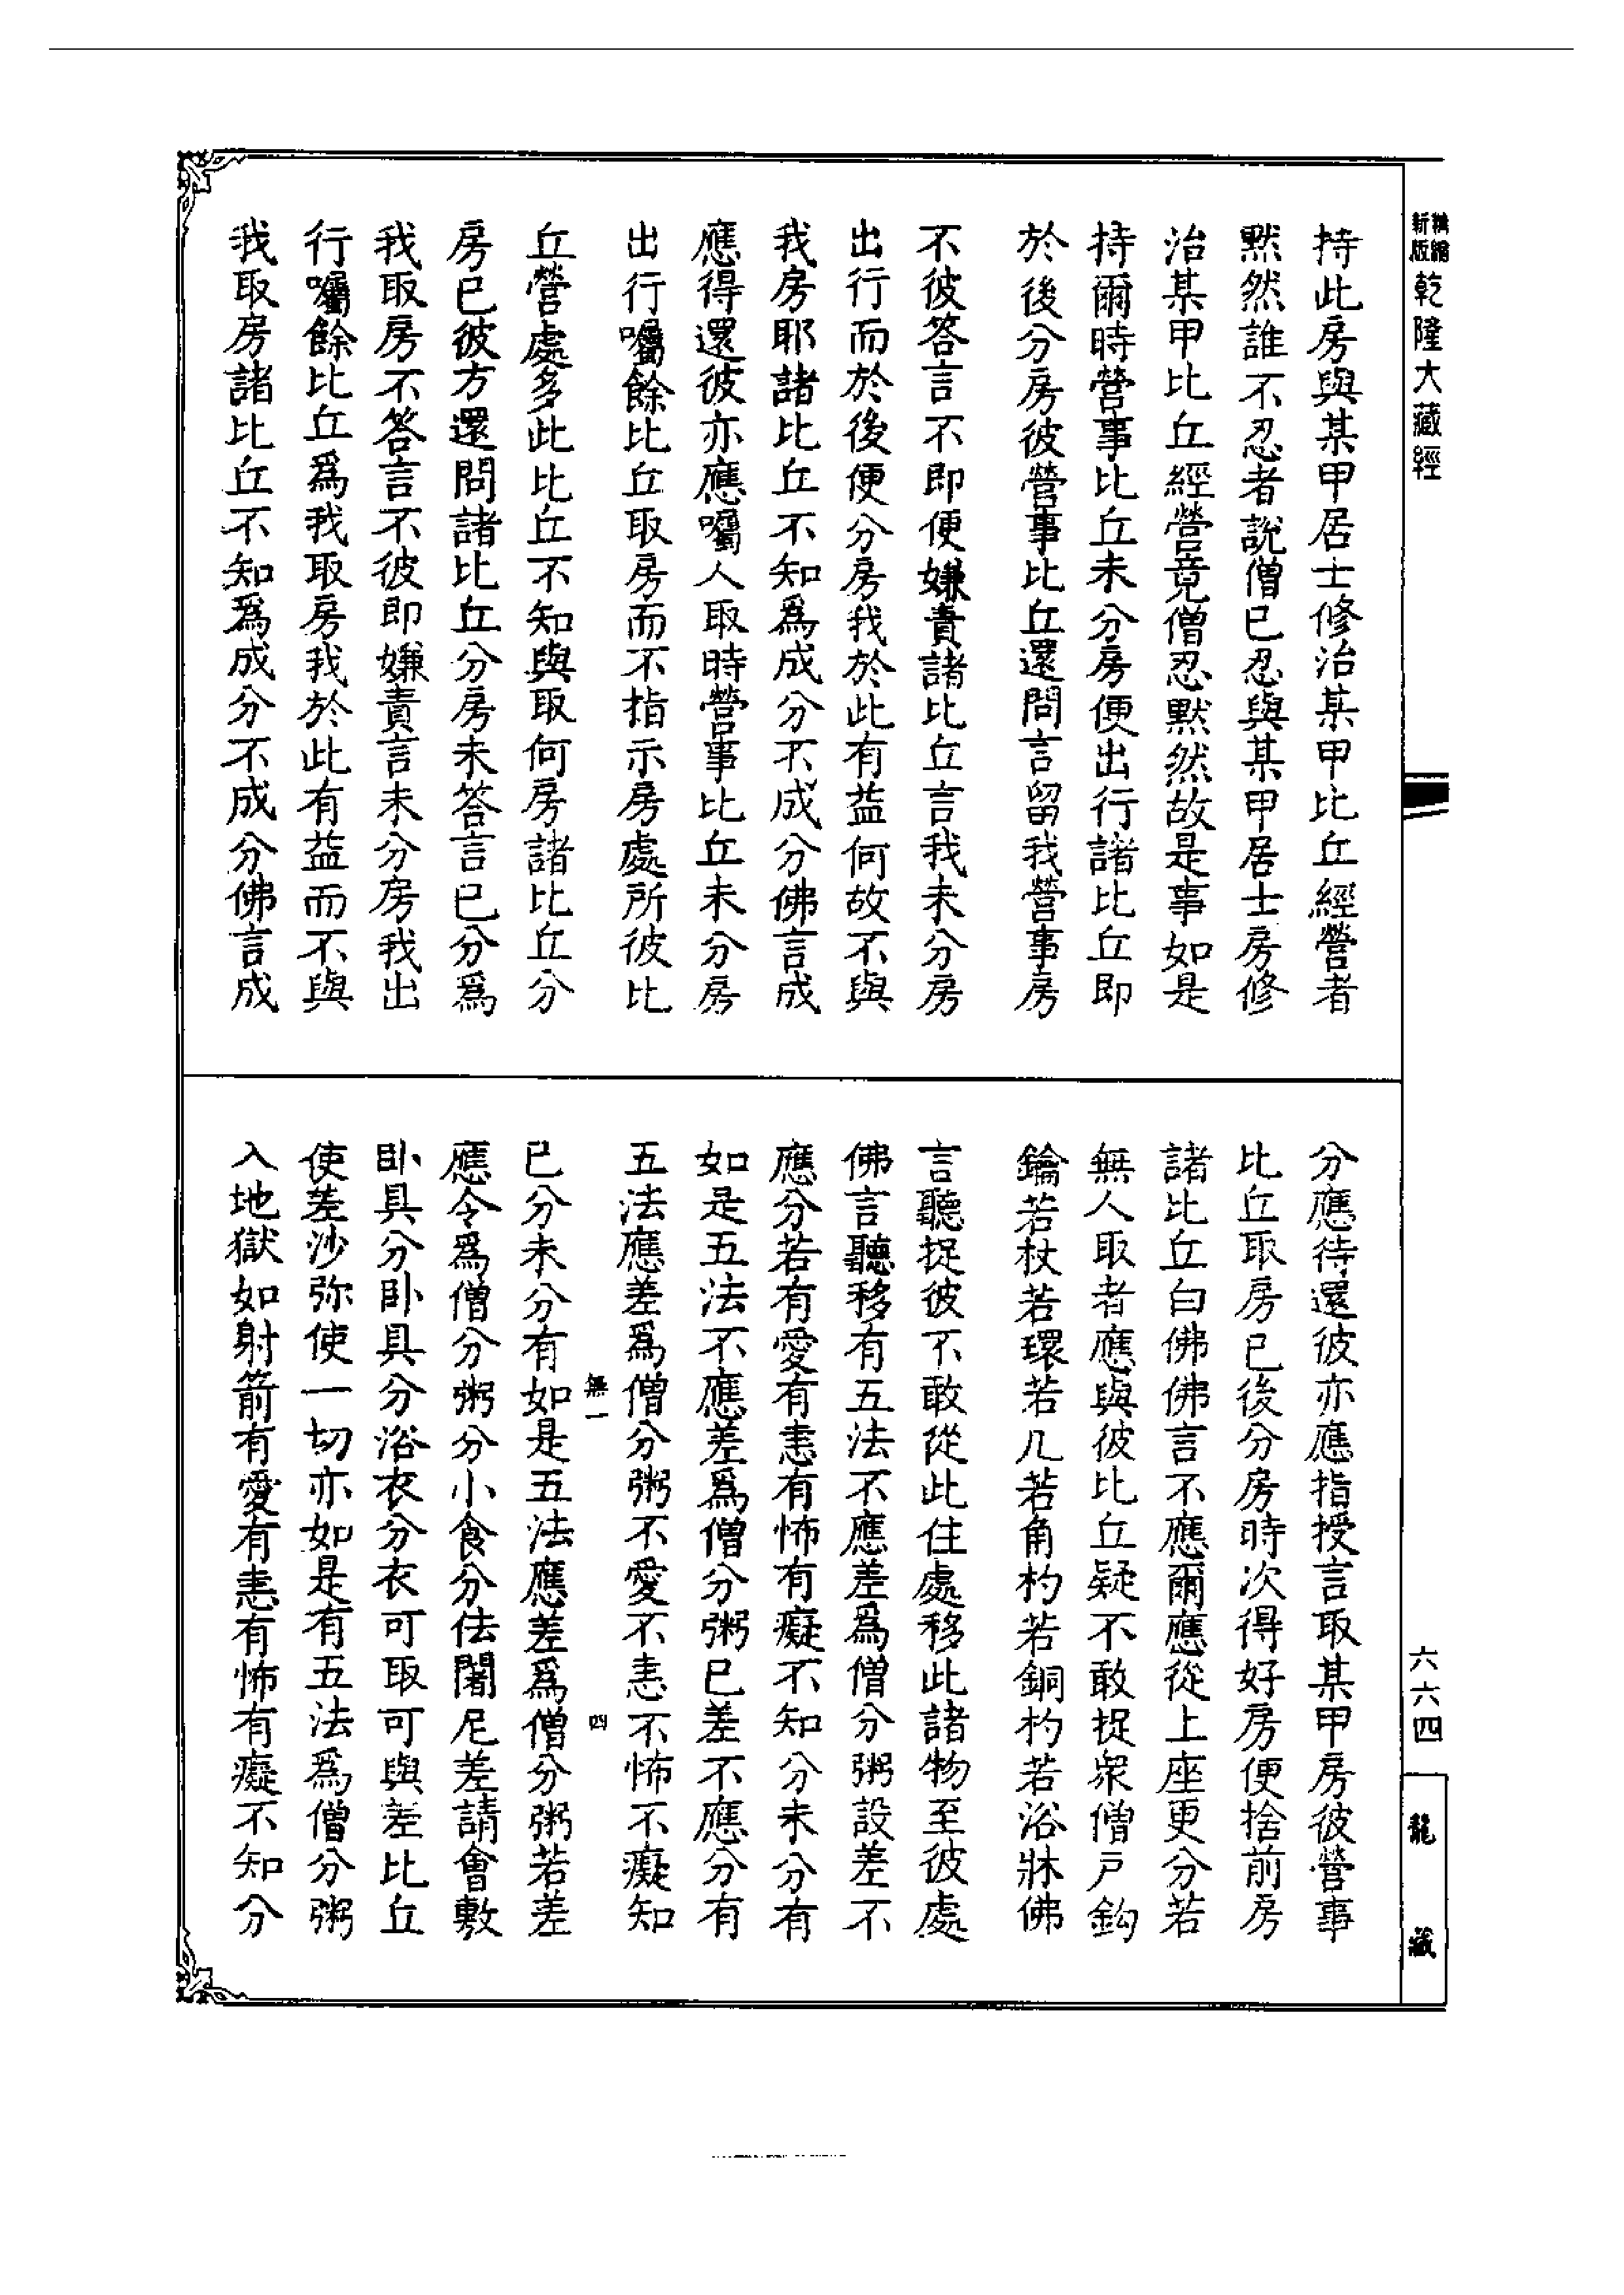 新版精縮乾隆大藏經
持此房與某甲居士修治某甲比丘經營者
黙然誰不忍者說僧已忍與某甲居士房修
治某甲比丘經營竟僧忍黙然故是事如是
持爾時營事比丘未分房便出行諸比丘即
於後分房彼營事比丘還問言留我營事房
不彼答言不即便嫌責諸比丘言我未分房
出行而於後便分房我於此有益何故不與
我房耶諸比丘不知爲成分不成分佛言成
應得還彼亦應囑人取時營事比丘未分房
出行囑餘比丘取房而不指示房處所彼比
丘營處多此比丘不知與取何房諸比丘分
房已彼方還問諸比丘分房未答言已分爲
我取房不答言不彼即嫌責言未分房我出
行囑餘比丘爲我取房我於此有益而不與
我取房諸比丘不知爲成分不成分佛言成
分應待還彼亦應指授言取某甲房彼營事
比丘取房已後分房時次得好房便捨前房
諸比丘白佛佛言不應爾應從上座更分若
無人取者應與彼比丘疑不敢捉衆僧戶鈎
鑰若杖若環若几若角杓若銅杓若浴牀佛
言聽捉彼不敢從此住處移此諸物至彼處
佛言聽移有五法不應差爲僧分粥設差不
應分若有愛有恚有怖有癡不知分未分有
如是五法不應差爲僧分粥已差不應分有
五法應差爲僧分粥不愛不恚不怖不癡知
無一
四
已分未分有如是五法應差爲僧分粥若差
應令爲僧分粥分小食分佉闍尼差請會敷
卧具分卧具分浴衣分衣可取可與差比丘
使差沙弥使一切亦如是有五法爲僧分粥
入地獄如射箭有愛有恚有怖有癡不知分
六六四
龍藏